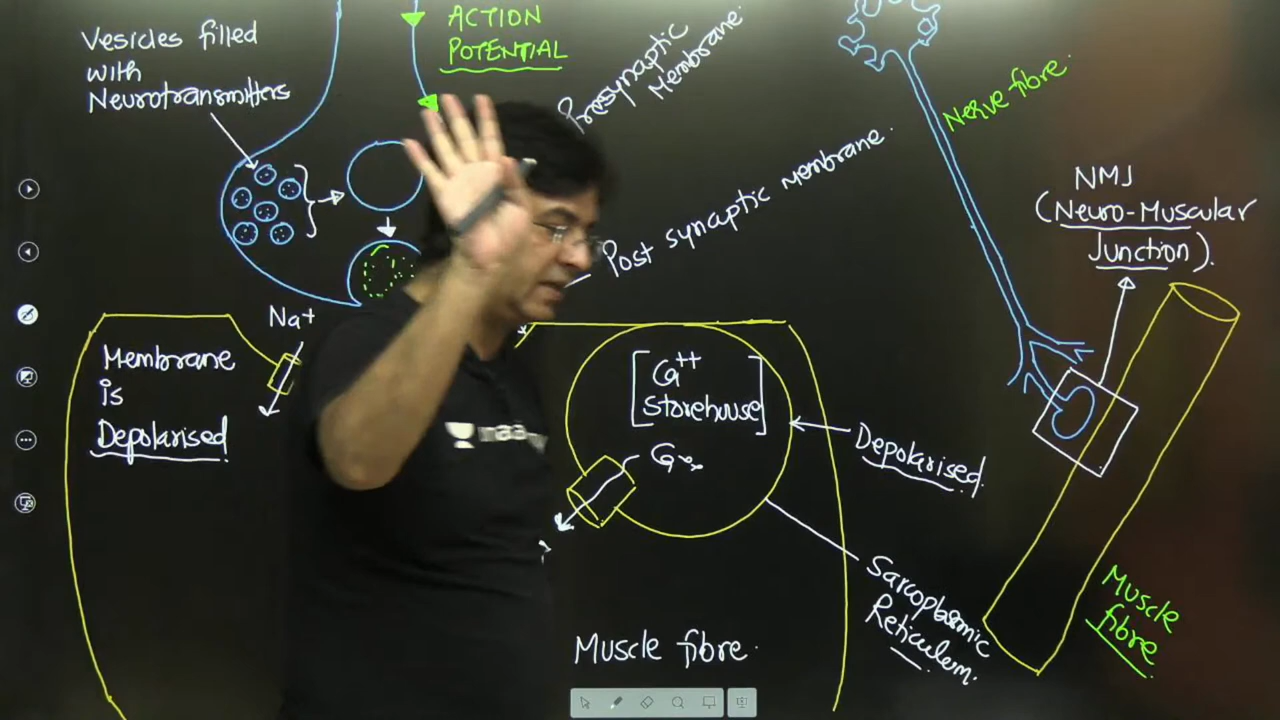 Vesicles filled
with
Neurotransmitters
ACTION
POTENTIAL
Presynaptic
Membrane
Post synaptic membrane
Nerve fibre
NMJ
(Neuro-Muscular
Junction).
Na+
Membrane
is
Depolarised
[Ca++
storehouse]
Depolarised
Sarcoplasmic
Reticulum
Muscle fibre
Muscle
fibre